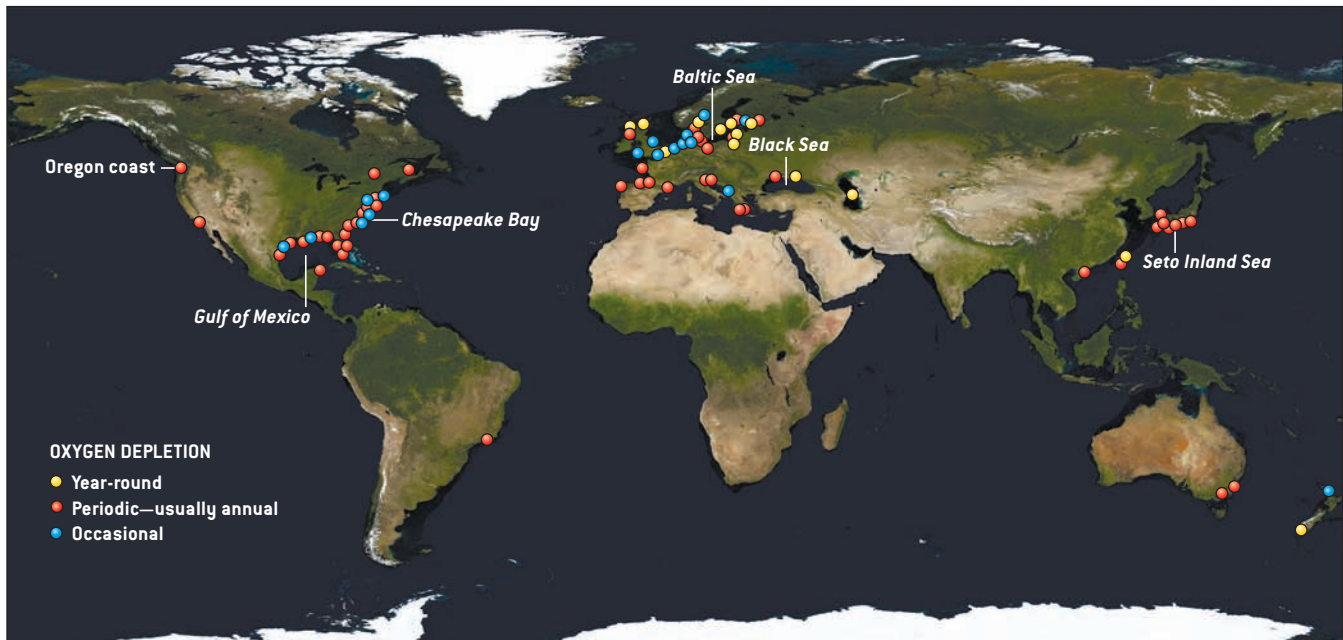 Baltic Sea
Black Sea
Oregon coast
Chesapeake Bay
Seto Inland Sea
Gulf of Mexico
OXYGEN DEPLETION
Year-round
Periodic—usually annual
Occasional